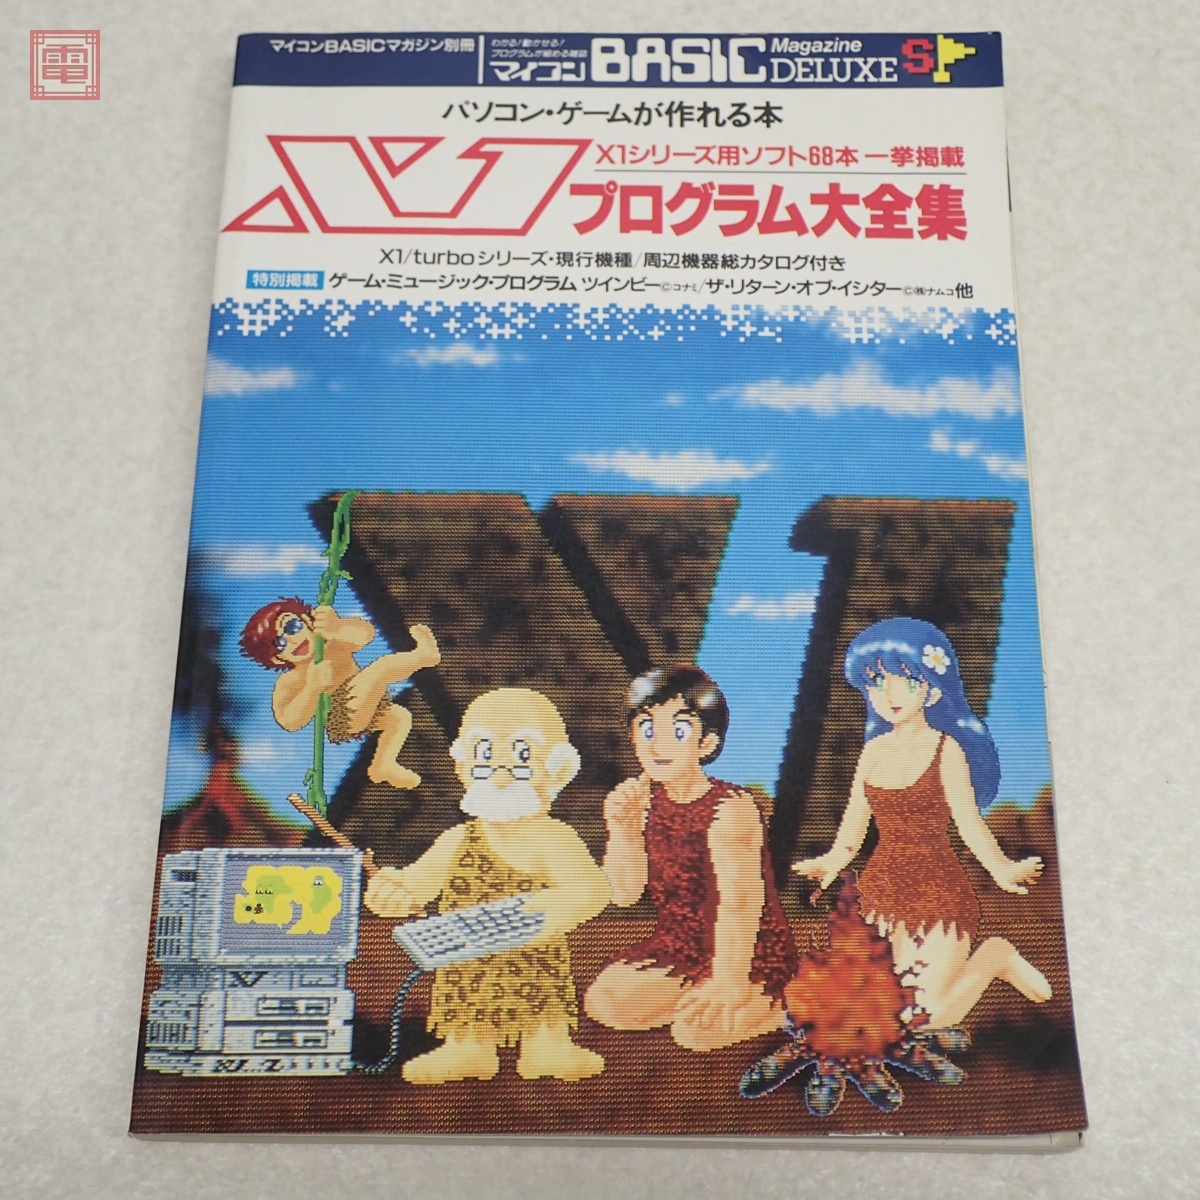 電
マイコンBASICマガジン別冊
わかる!動かせる!
プログラムが組める雑誌
マイコン BASIC Magazine DELUXE SP
パソコン・ゲームが作れる本
X1
X1シリーズ用ソフト68本 一挙掲載
プログラム大全集
X1/turboシリーズ・現行機種/周辺機器総カタログ付き
特別掲載 ゲーム・ミュージック・プログラム ツインビー©コナミ/ザ・リターン・オブ・イシター©㈱ナムコ他
X1